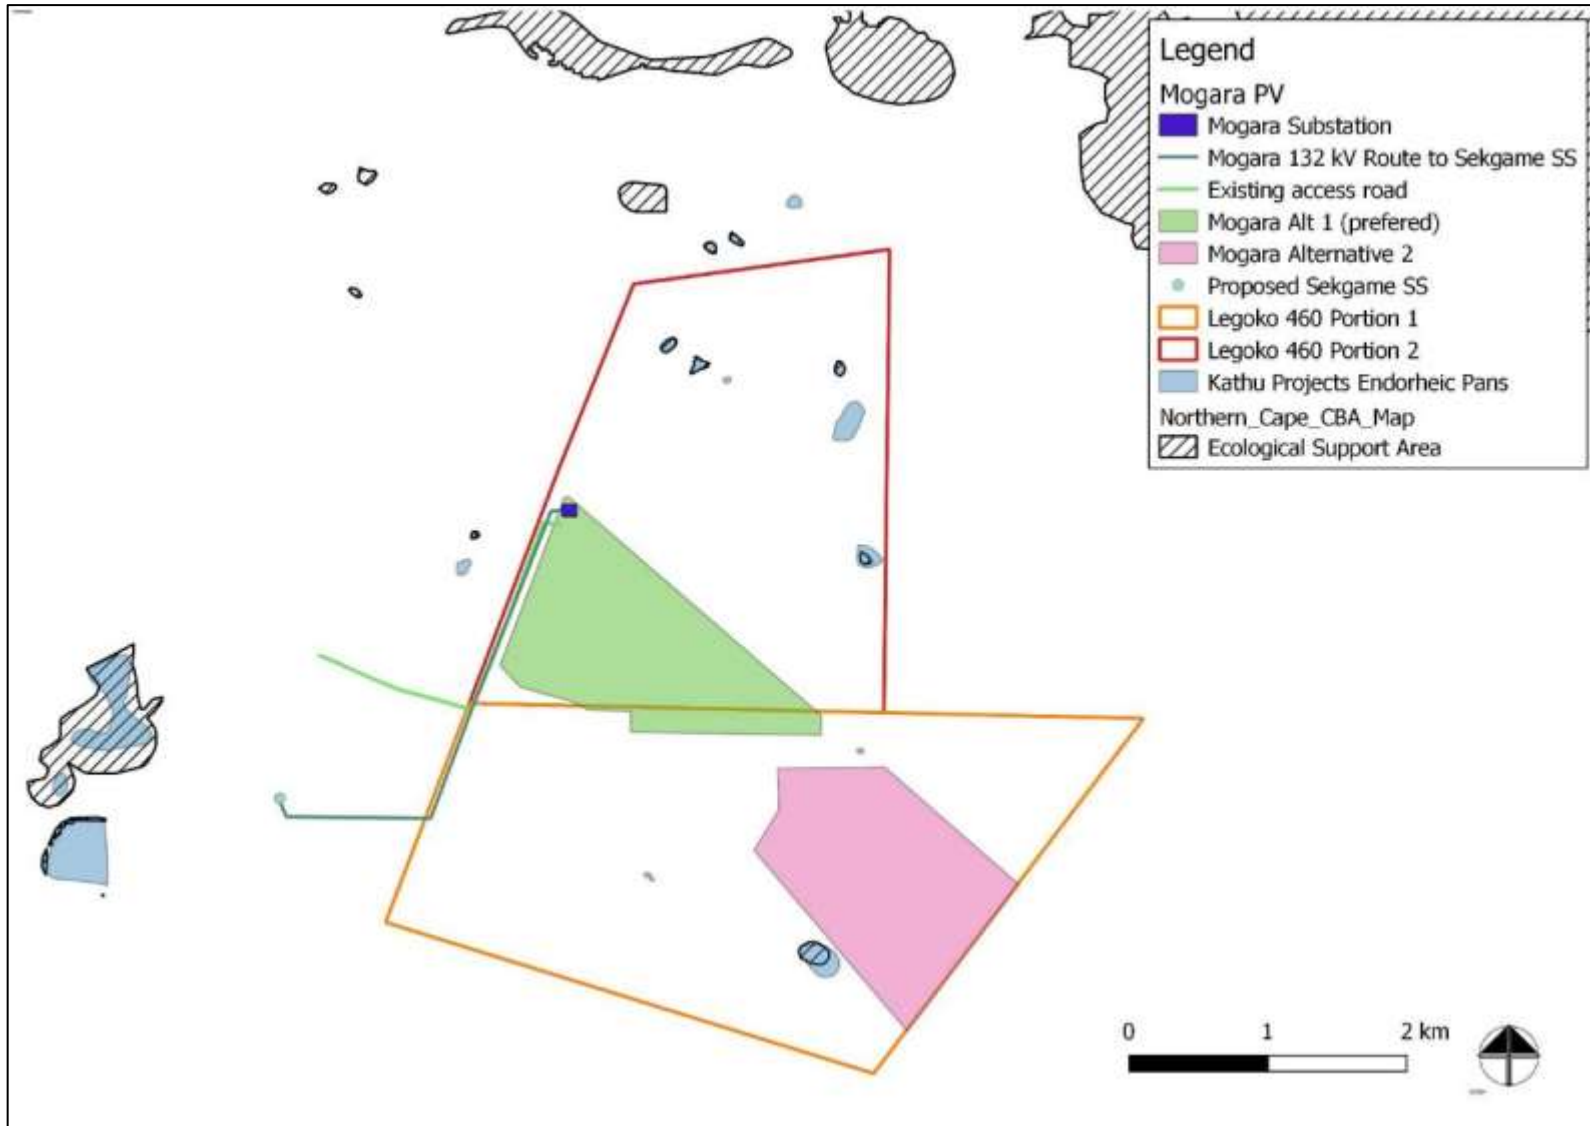 Legend
Mogara PV
Mogara Substation
Mogara 132 kV Route to Sekgame SS
Existing access road
Mogara Alt 1 (prefered)
Mogara Alternative 2
Proposed Sekgame SS
Legoko 460 Portion 1
Legoko 460 Portion 2
Kathu Projects Endorheic Pans
Northern_Cape_CBA_Map
Ecological Support Area
0 1 2 km